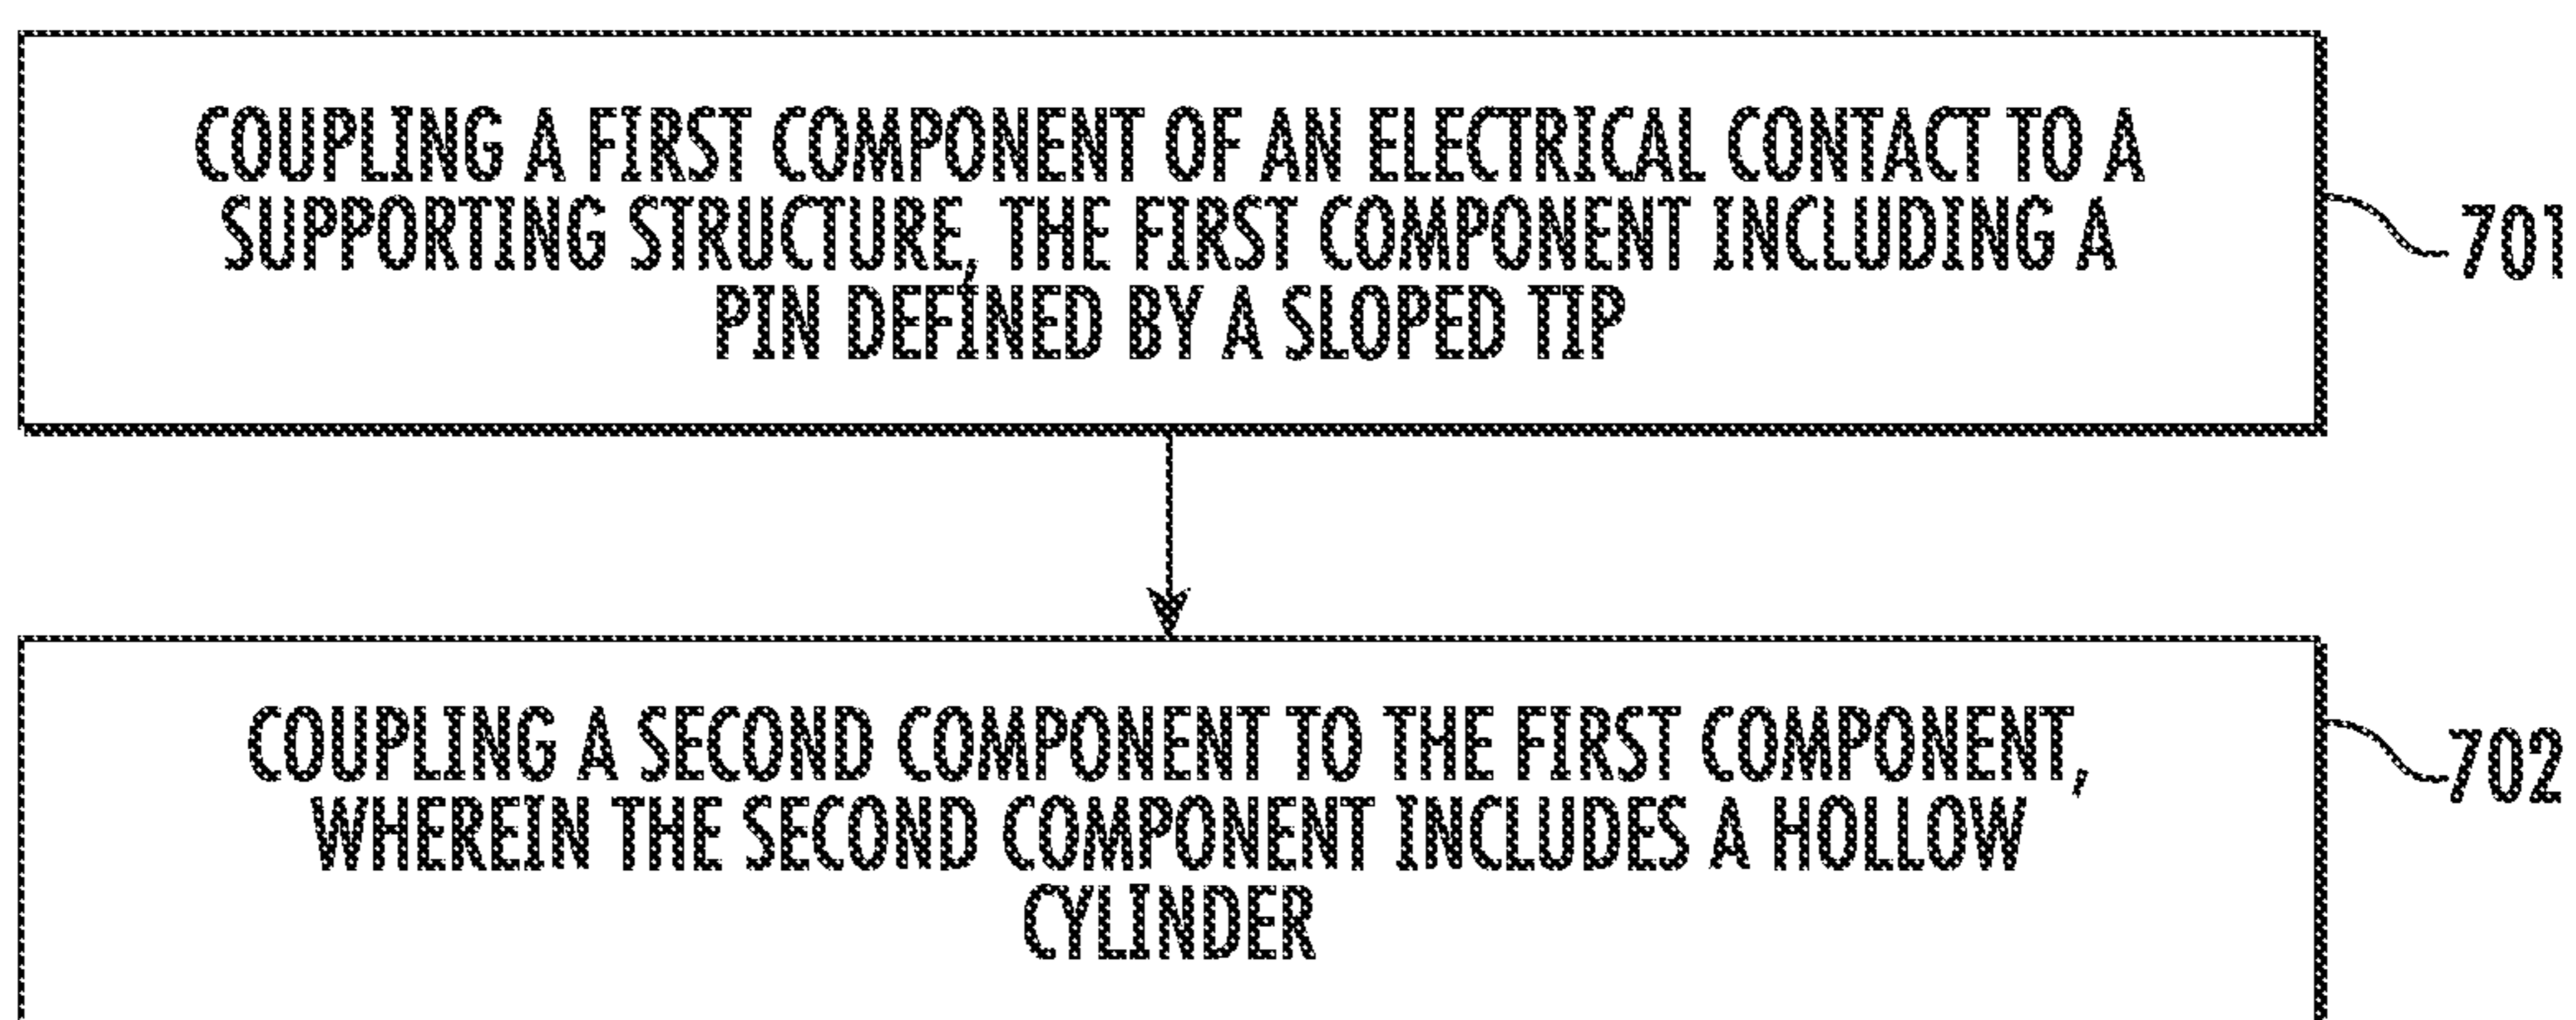 COUPLING A FIRST COMPONENT OF AN ELECTRICAL CONTACT TO A
SUPPORTING STRUCTURE, THE FIRST COMPONENT INCLUDING A
PIN DEFINED BY A SLOPED TIP
701
COUPLING A SECOND COMPONENT TO THE FIRST COMPONENT,
WHEREIN THE SECOND COMPONENT INCLUDES A HOLLOW
CYLINDER
702